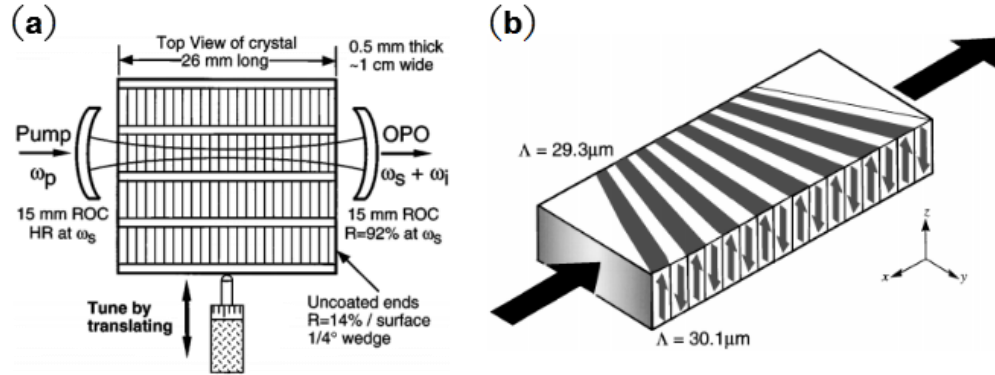 (a)
Top View of crystal
26 mm long
0.5 mm thick
~1 cm wide
Pump
ωp
OPO
ωs + ωi
15 mm ROC
HR at ωs
15 mm ROC
R=92% at ωs
Tune by
translating
Uncoated ends
R=14% / surface
1/4° wedge
(b)
Λ = 29.3μm
Λ = 30.1μm
z
x
y